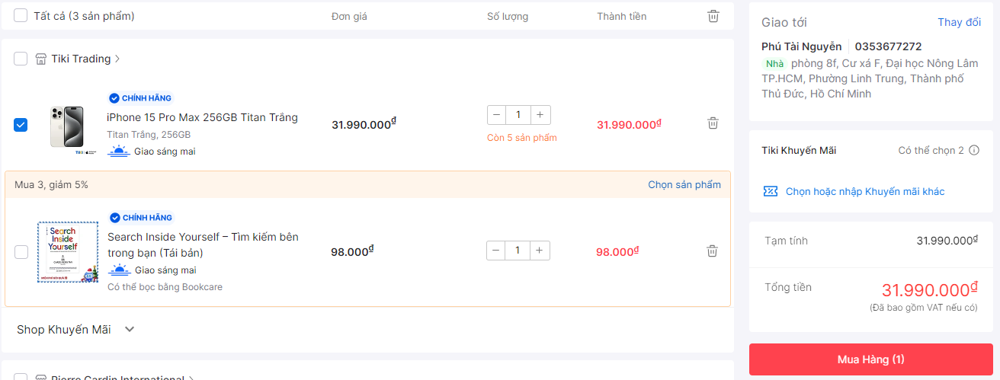 Tất cả (3 sản phẩm) Đơn giá Số lượng Thành tiền
Tiki Trading
CHÍNH HÃNG
iPhone 15 Pro Max 256GB Titan Trắng
Titan Trắng, 256GB
Giao sáng mai
31.990.000₫
1
Còn 5 sản phẩm
31.990.000₫
Mua 3, giảm 5% Chọn sản phẩm
Search
Inside
Yourself
CHÍNH HÃNG
Search Inside Yourself – Tìm kiếm bên
trong bạn (Tái bản)
Giao sáng mai
Có thể bọc bằng Bookcare
98.000₫
1
98.000₫
Shop Khuyến Mãi
Pierre Cardin International
Giao tới Thay đổi
Phú Tài Nguyễn 0353677272
Nhà phòng 8f, Cư xá F, Đại học Nông Lâm
TP.HCM, Phường Linh Trung, Thành phố
Thủ Đức, Hồ Chí Minh
Tiki Khuyến Mãi Có thể chọn 2
Chọn hoặc nhập Khuyến mãi khác
Tạm tính 31.990.000₫
Tổng tiền 31.990.000₫
(Đã bao gồm VAT nếu có)
Mua Hàng (1)